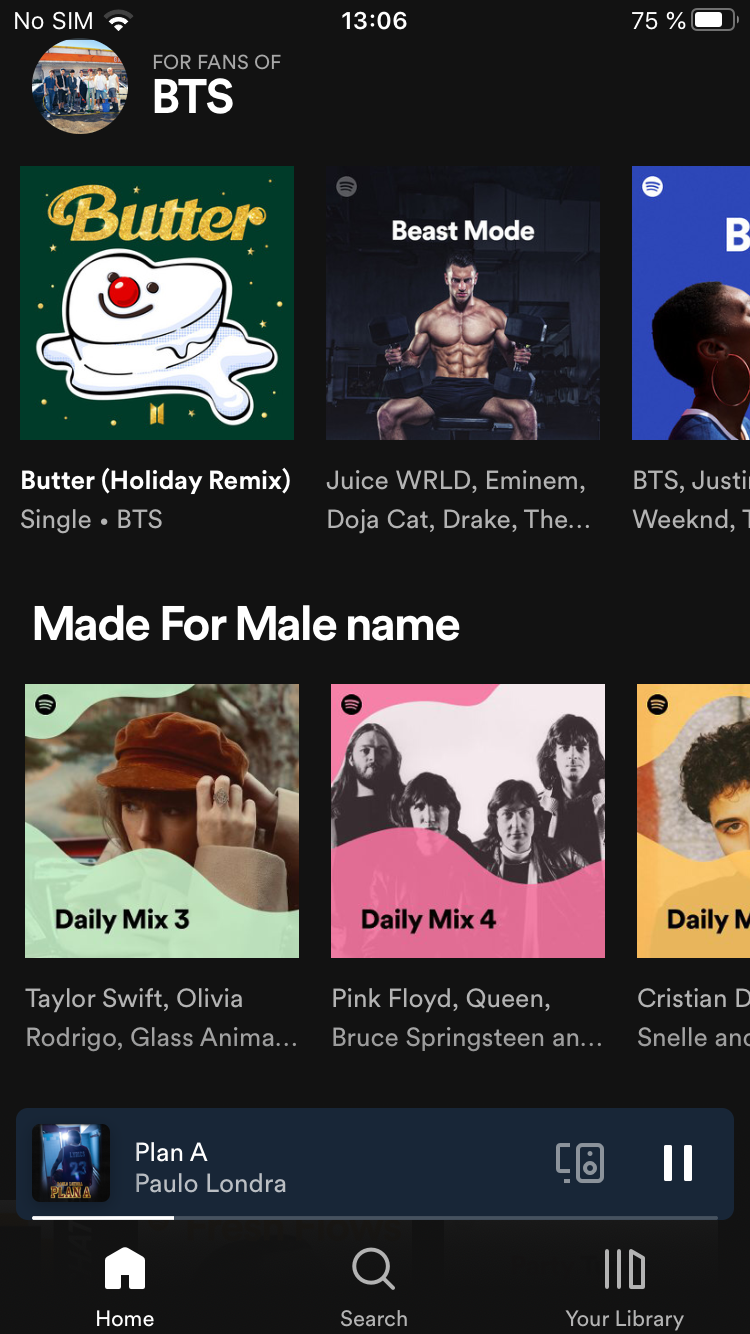 No SIM 13:06 75 %
FOR FANS OF
BTS
Butter
Beast Mode
B
Butter (Holiday Remix)
Single • BTS
Juice WRLD, Eminem,
Doja Cat, Drake, The...
BTS, Justi
Weeknd, T
Made For Male name
Daily Mix 3
Daily Mix 4
Daily M
Taylor Swift, Olivia
Rodrigo, Glass Anima...
Pink Floyd, Queen,
Bruce Springsteen an...
Cristian D
Snelle and
23
PLAN A
Plan A
Paulo Londra
Home
Search
Your Library